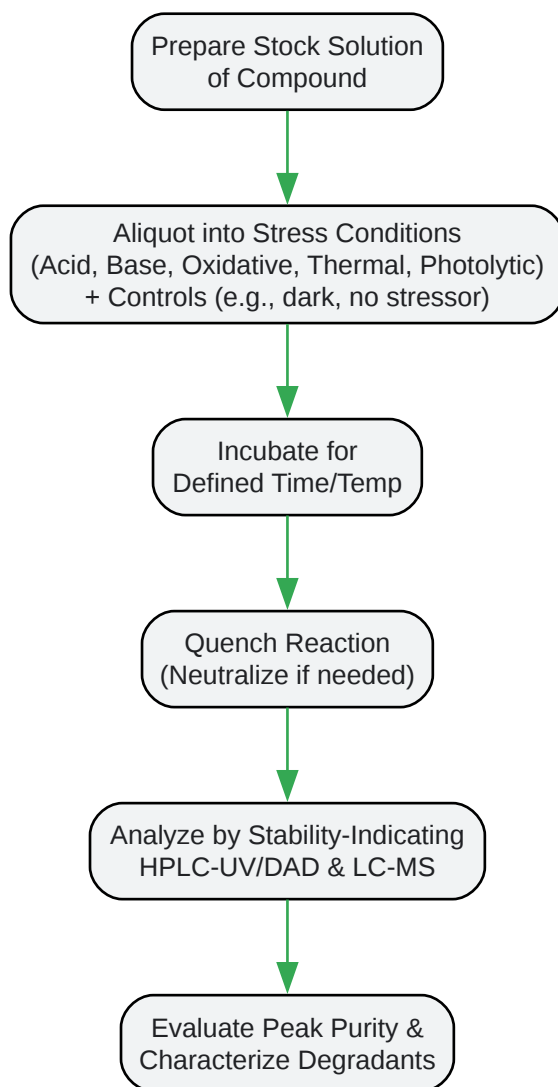 Prepare Stock Solution
of Compound
Aliquot into Stress Conditions
(Acid, Base, Oxidative, Thermal, Photolytic)
+ Controls (e.g., dark, no stressor)
Incubate for
Defined Time/Temp
Quench Reaction
(Neutralize if needed)
Analyze by Stability-Indicating
HPLC-UV/DAD & LC-MS
Evaluate Peak Purity &
Characterize Degradants